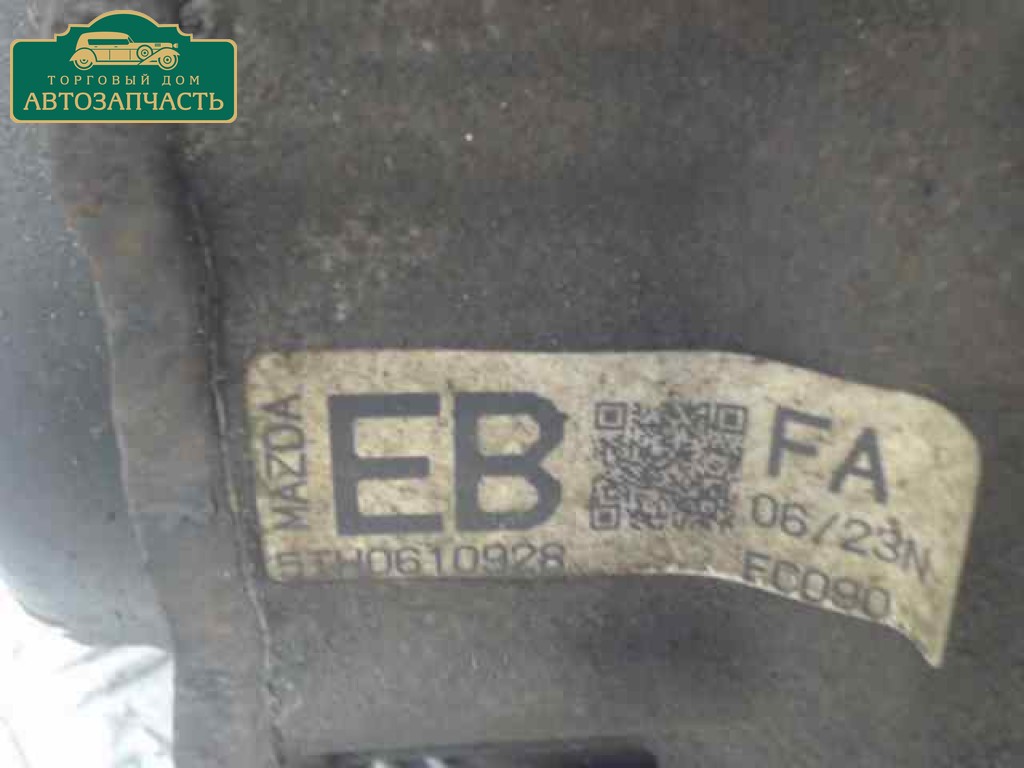 ТОРГОВЫЙ ДОМ
АВТОЗАПЧАСТЬ
MAZDA
EB
FA
06/23N
5TH0610928
FC090